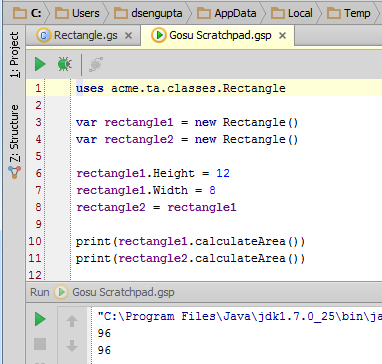 C: Users dsengupta AppData Local Temp
Rectangle.gs Gosu Scratchpad.gsp
1: Project
7: Structure
1 uses acme.ta.classes.Rectangle
2
3 var rectangle1 = new Rectangle()
4 var rectangle2 = new Rectangle()
5
6 rectangle1.Height = 12
7 rectangle1.Width = 8
8 rectangle2 = rectangle1
9
10 print(rectangle1.calculateArea())
11 print(rectangle2.calculateArea())
12
Run Gosu Scratchpad.gsp
"C:\Program Files\Java\jdk1.7.0_25\bin\ja
96
96